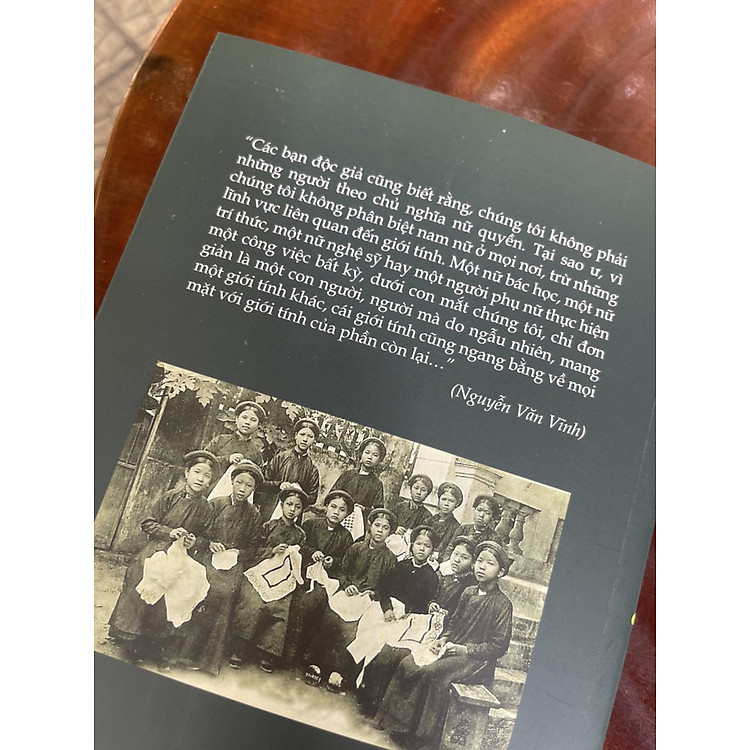 “Các bạn độc giả cũng biết rằng, chúng tôi không phải
những người theo chủ nghĩa nữ quyền. Tại sao ư, vì
chúng tôi không phân biệt nam nữ ở mọi nơi, trừ những
lĩnh vực liên quan đến giới tính. Một nữ bác học, một nữ
trí thức, một nữ nghệ sỹ hay một người phụ nữ thực hiện
một công việc bất kỳ, dưới con mắt chúng tôi, chỉ đơn
giản là một con người, người mà do ngẫu nhiên, mang
một giới tính khác, cái giới tính cũng ngang bằng về mọi
mặt với giới tính của phần còn lại...”
(Nguyễn Văn Vĩnh)